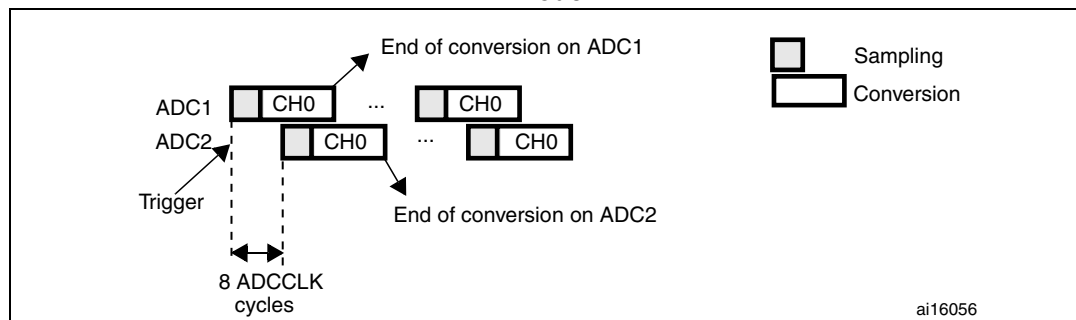 End of conversion on ADC1
Sampling
ADC1 CH0 ... CH0
Conversion
ADC2 CH0 ... CH0
Trigger
End of conversion on ADC2
8 ADCCLK
cycles
ai16056